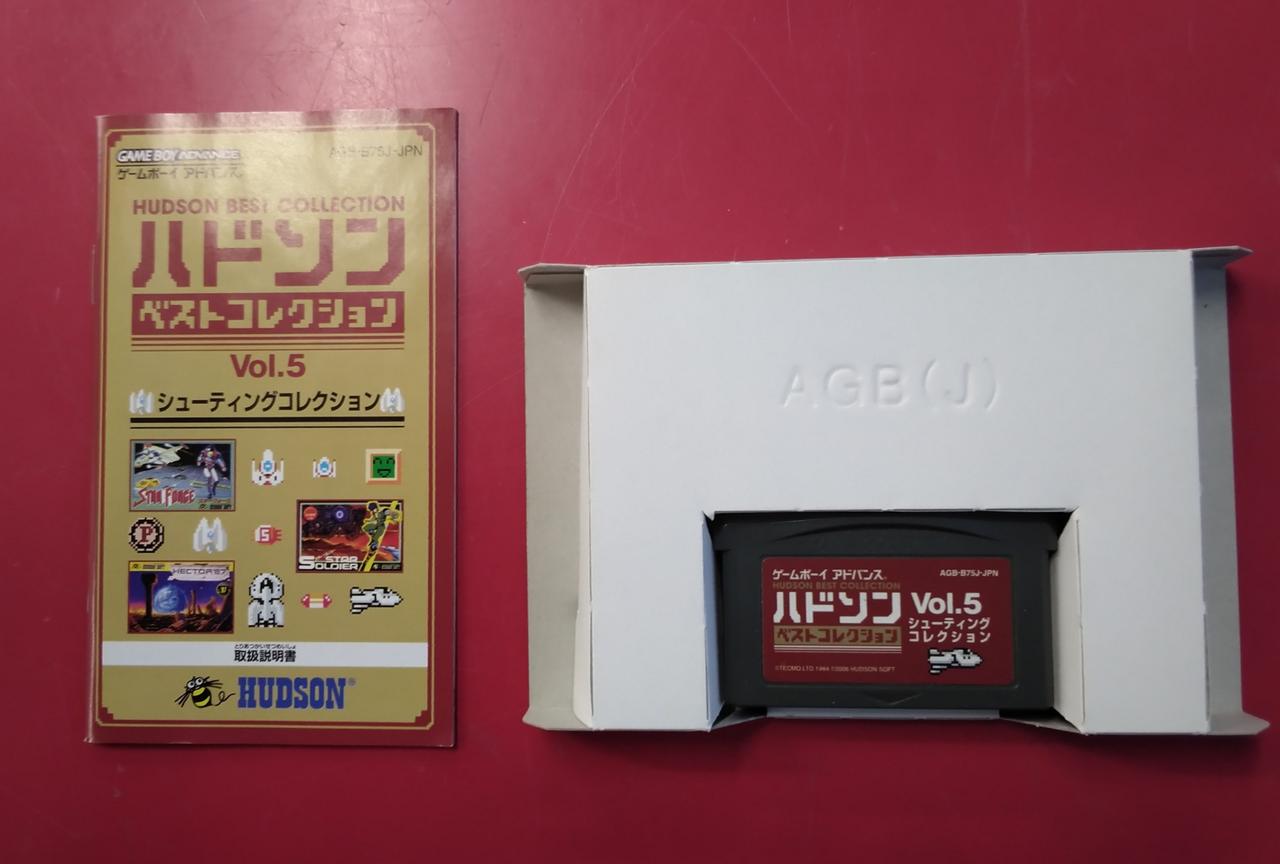 GAME BOY ADVANCE
AGB-B75J-JPN
ゲームボーイ アドバンス
HUDSON BEST COLLECTION
ハドソン
ベストコレクション
Vol.5
シューティングコレクション
STAR FORCE
P
S
STAR SOLDIER
HECTOR'87
とりあつかいせつめいしょ
取扱説明書
HUDSON®
AGB(J)
ゲームボーイ アドバンス
AGB-B75J-JPN
HUDSON BEST COLLECTION
ハドソン Vol.5
ベストコレクション
シューティング
コレクション
©TECMO,LTD. 1984 ©2005 HUDSON SOFT